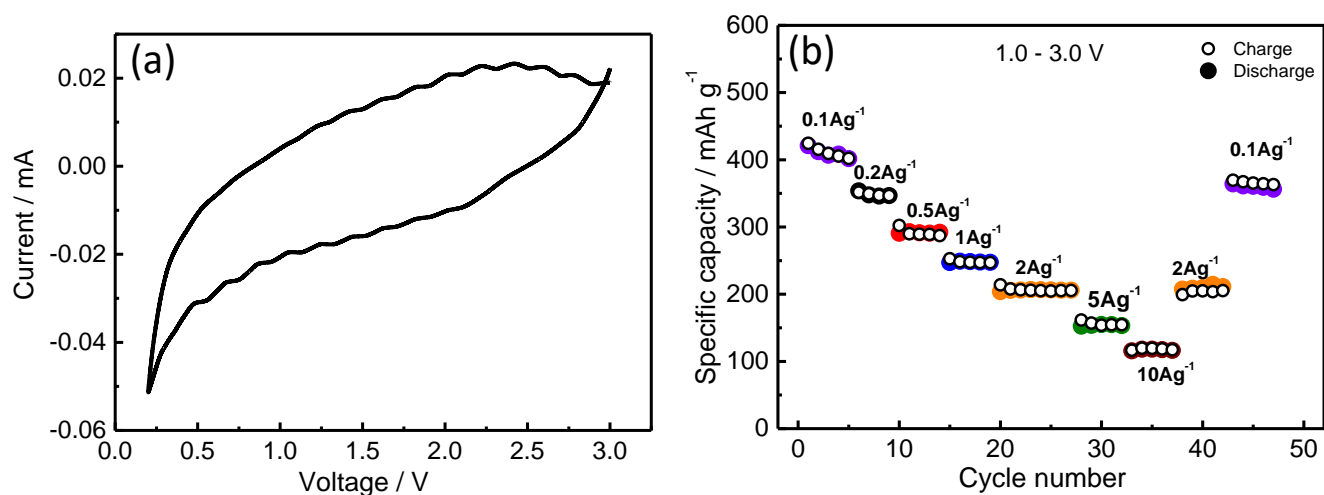 (a)
0.02
0.00
-0.02
-0.04
-0.06
Current / mA
0.0 0.5 1.0 1.5 2.0 2.5 3.0
Voltage / V
(b)
1.0 - 3.0 V
Charge
Discharge
600
500
400
300
200
100
0
Specific capacity / mAh g⁻¹
0.1Ag⁻¹
0.2Ag⁻¹
0.5Ag⁻¹
1Ag⁻¹
2Ag⁻¹
5Ag⁻¹
10Ag⁻¹
2Ag⁻¹
0.1Ag⁻¹
0 10 20 30 40 50
Cycle number